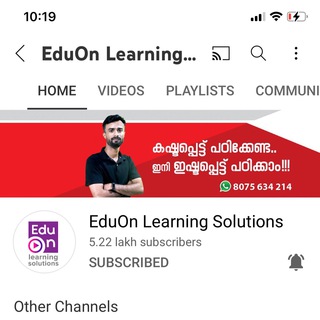 10:19
EduOn Learning...
HOME VIDEOS PLAYLISTS COMMUNI
കഷ്ടപ്പെട്ട് പഠിക്കേണ്ട..
ഇനി ഇഷ്ടപ്പെട്ട് പഠിക്കാം!!!
8075 634 214
Edu
On
learning
solutions
EduOn Learning Solutions
5.22 lakh subscribers
SUBSCRIBED
Other Channels